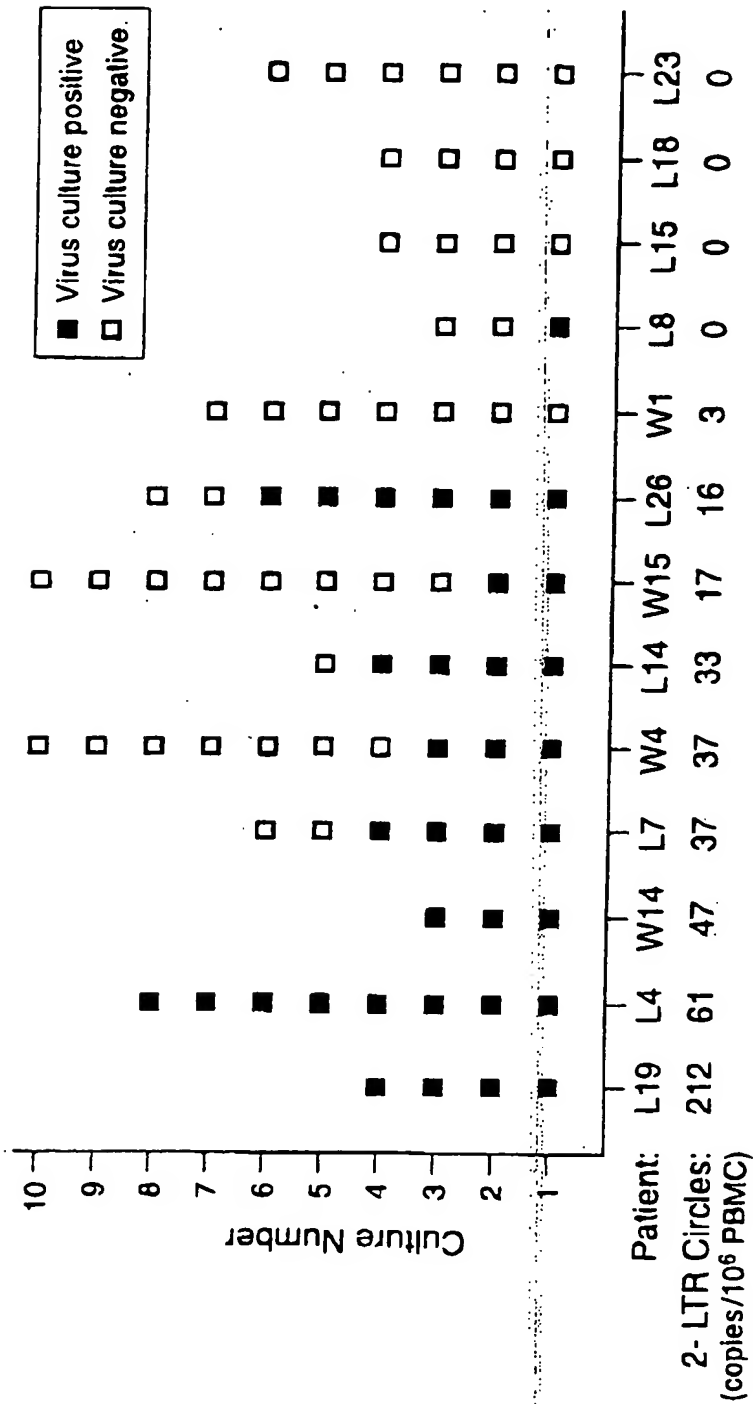 Virus culture positive
Virus culture negative
Culture Number
10
9
8
7
6
5
4
3
2
1
Patient: L19 L4 W14 L7 W4 L14 W15 L26 W1 L8 L15 L18 L23
2- LTR Circles: 212 61 47 37 37 33 17 16 3 0 0 0 0
(copies/10⁶ PBMC)